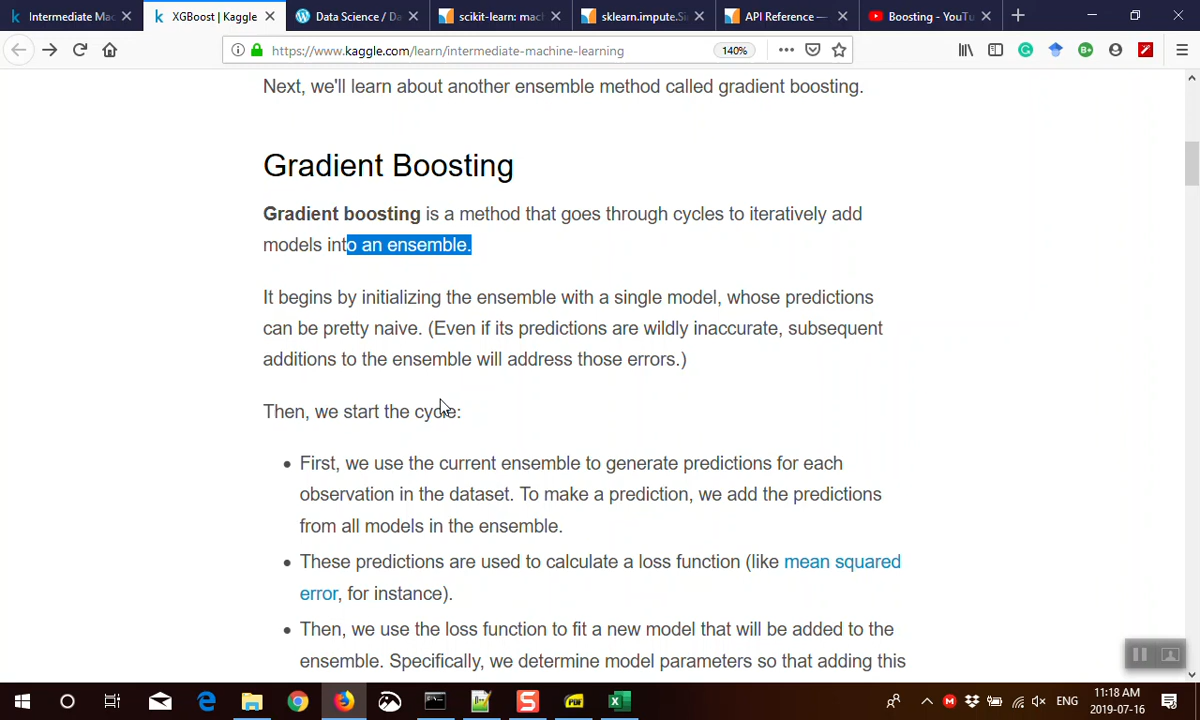 Intermediate Mac
XGBoost | Kaggle
Data Science / Da
scikit-learn: mac
sklearn.impute.Si
API Reference —
Boosting - YouTu
https://www.kaggle.com/learn/intermediate-machine-learning
140%
Next, we'll learn about another ensemble method called gradient boosting.
Gradient Boosting
Gradient boosting is a method that goes through cycles to iteratively add
models into an ensemble.
It begins by initializing the ensemble with a single model, whose predictions
can be pretty naive. (Even if its predictions are wildly inaccurate, subsequent
additions to the ensemble will address those errors.)
Then, we start the cycle:
• First, we use the current ensemble to generate predictions for each
observation in the dataset. To make a prediction, we add the predictions
from all models in the ensemble.
• These predictions are used to calculate a loss function (like mean squared
error, for instance).
• Then, we use the loss function to fit a new model that will be added to the
ensemble. Specifically, we determine model parameters so that adding this
ENG
11:18 AM
2019-07-16